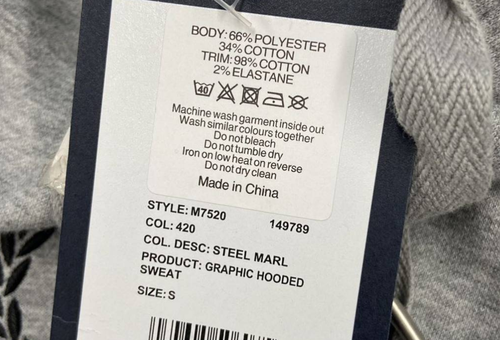 BODY: 66% POLYESTER
34% COTTON
TRIM: 98% COTTON
2% ELASTANE
40
Machine wash garment inside out
Wash similar colours together
Do not bleach
Do not tumble dry
Iron on low heat on reverse
Do not dry clean
Made in China
STYLE: M7520 149789
COL: 420
COL. DESC: STEEL MARL
PRODUCT: GRAPHIC HOODED
SWEAT
SIZE: S